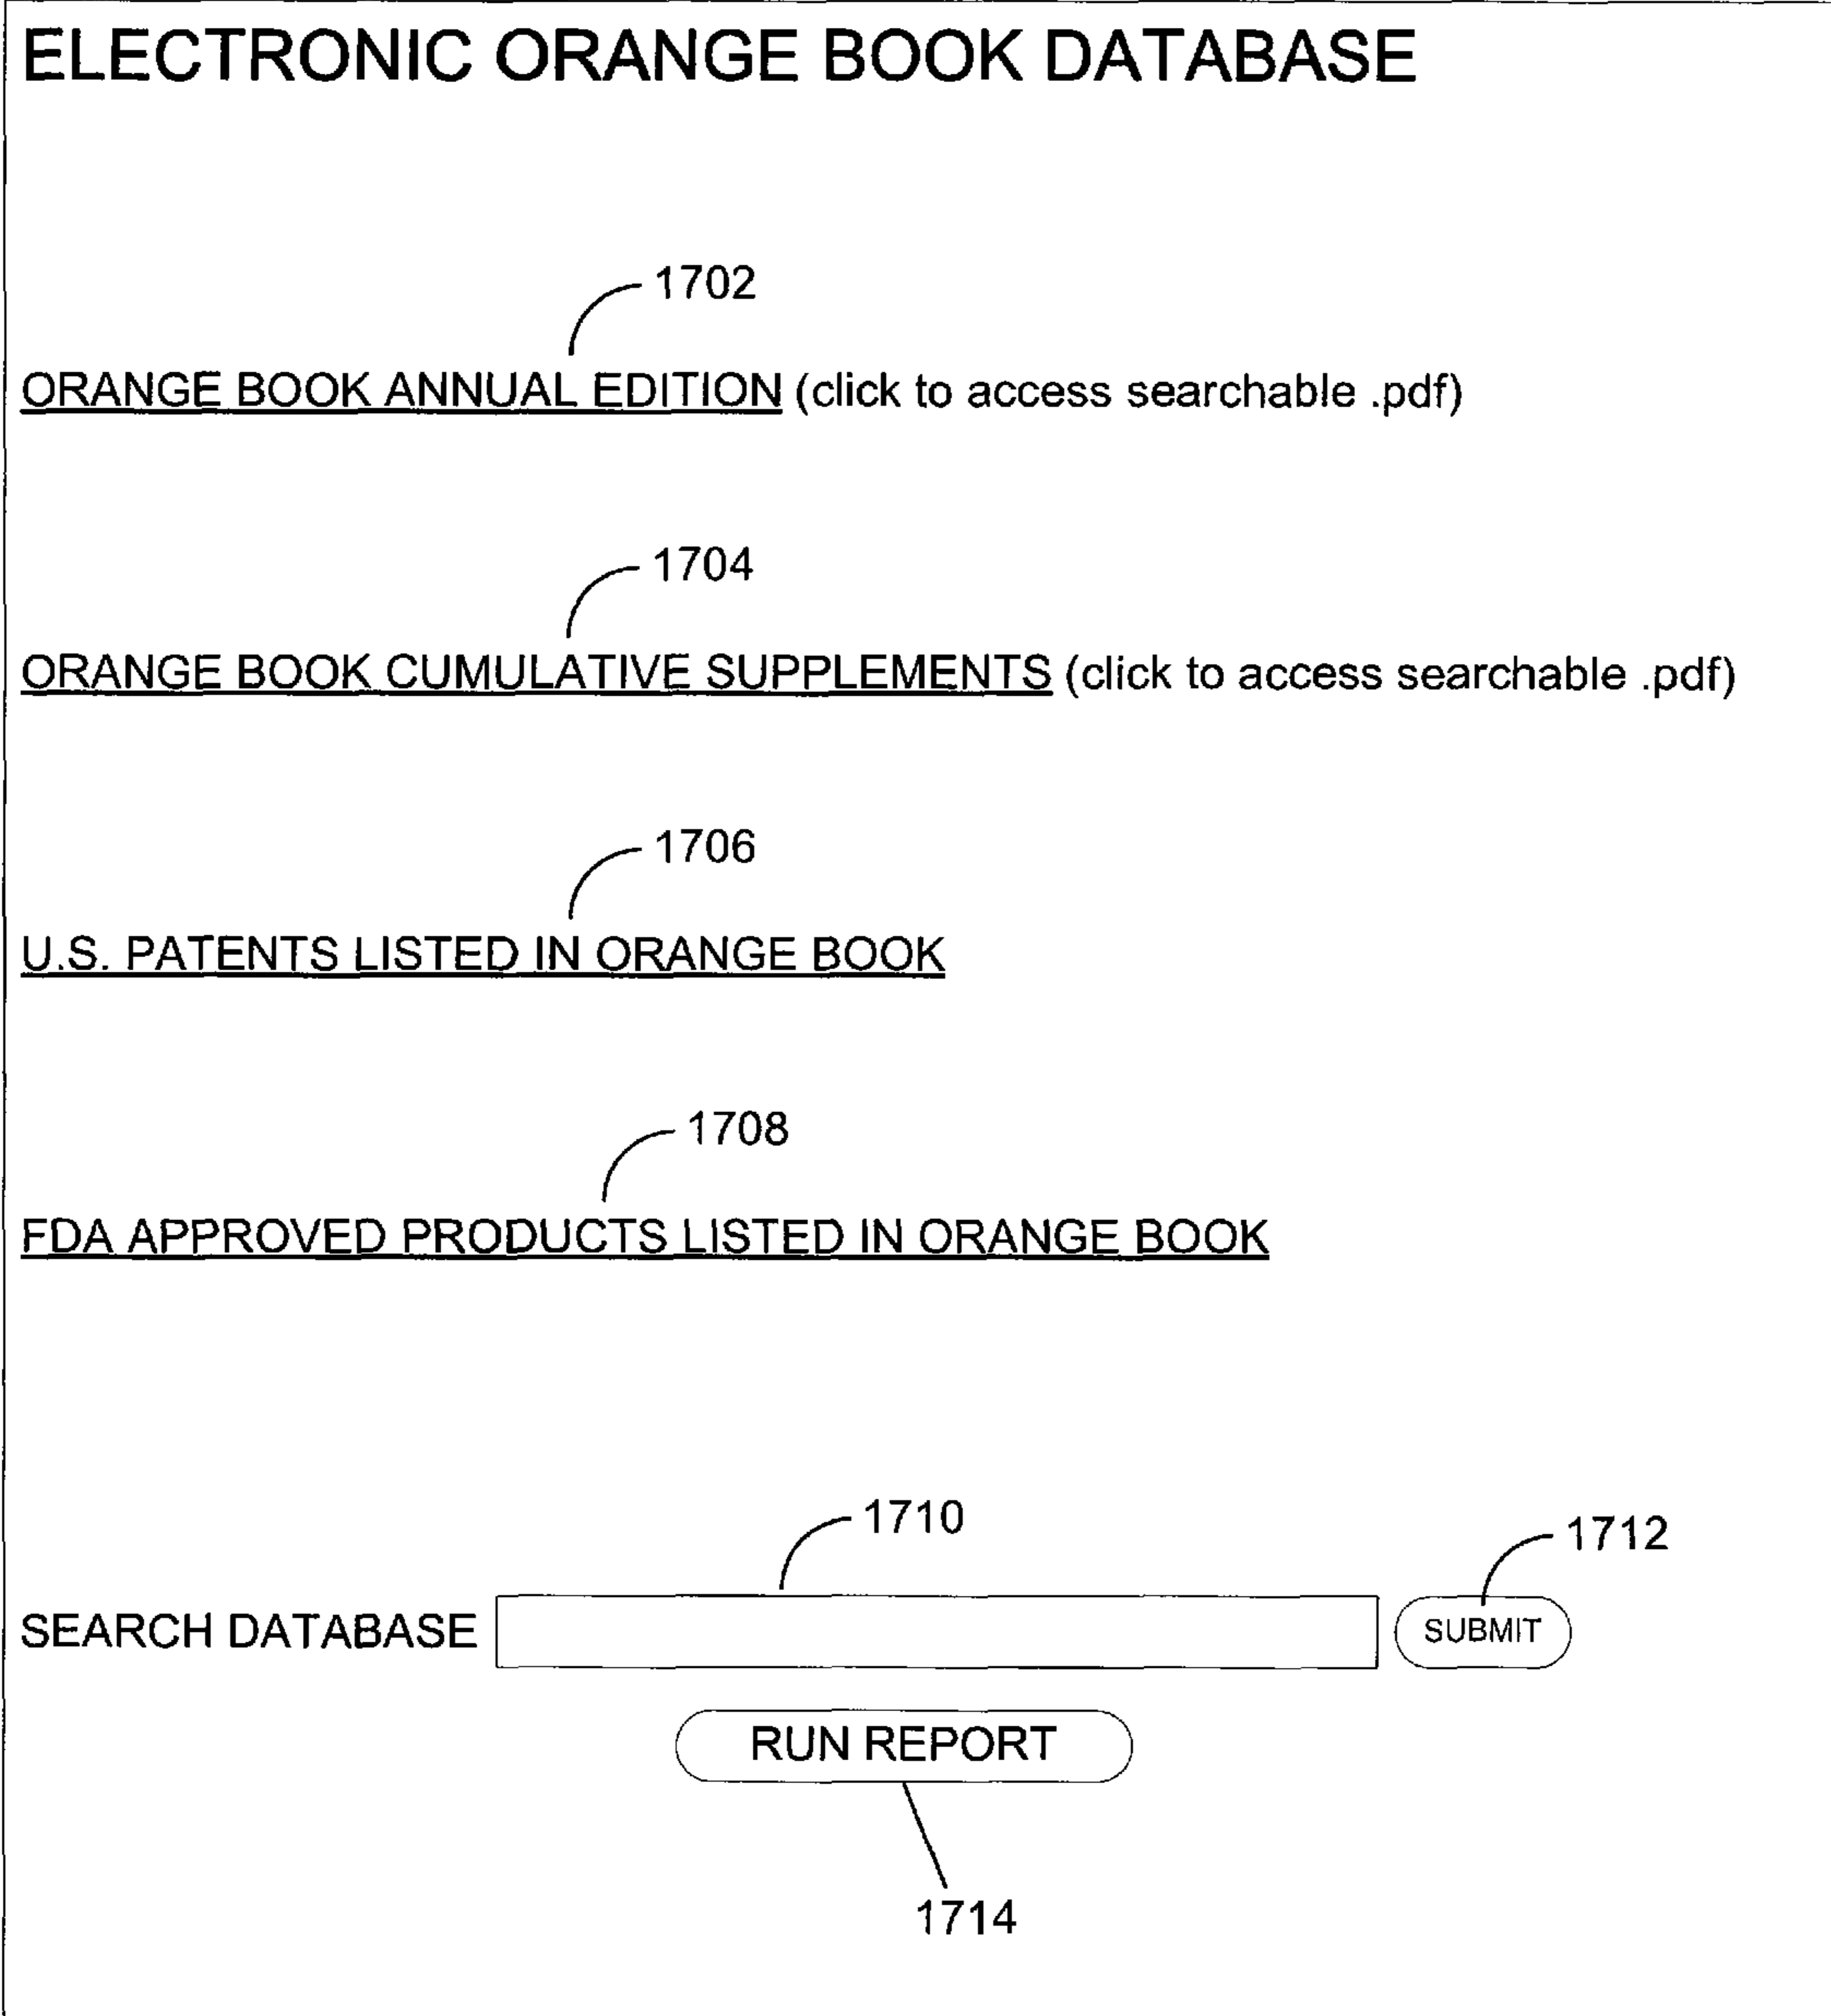 ELECTRONIC ORANGE BOOK DATABASE
1702
ORANGE BOOK ANNUAL EDITION (click to access searchable .pdf)
1704
ORANGE BOOK CUMULATIVE SUPPLEMENTS (click to access searchable .pdf)
1706
U.S. PATENTS LISTED IN ORANGE BOOK
1708
FDA APPROVED PRODUCTS LISTED IN ORANGE BOOK
1710
1712
SEARCH DATABASE SUBMIT
RUN REPORT
1714